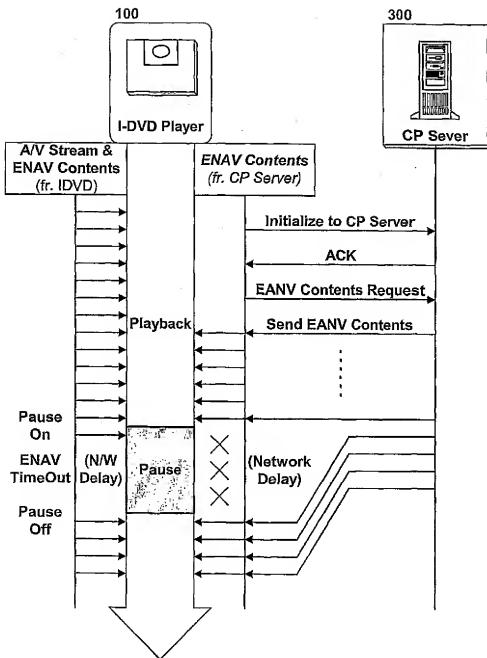 100
300
I-DVD Player
CP Sever
A/V Stream &
ENAV Contents
(fr. IDVD)
ENAV Contents
(fr. CP Server)
Initialize to CP Server
ACK
EANV Contents Request
Playback
Send EANV Contents
Pause
On
ENAV
TimeOut
(N/W
Delay)
Pause
(Network
Delay)
Pause
Off